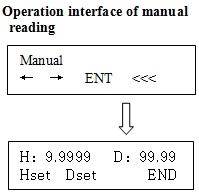 Operation interface of manual
reading
Manual
← → ENT <<<
H: 9.9999 D: 99.99
Hset Dset END